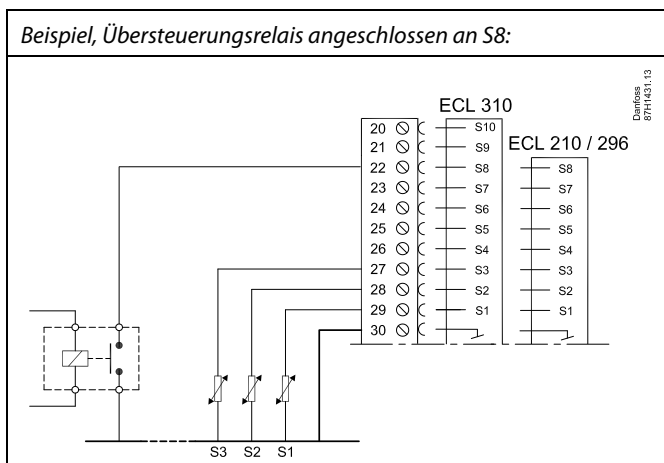 Beispiel, Übersteuerungsrelais angeschlossen an S8:
Danfoss
87H1431.13
ECL 310
ECL 210 / 296
20 S10
21 S9
22 S8 S8
23 S7 S7
24 S6 S6
25 S5 S5
26 S4 S4
27 S3 S3
28 S2 S2
29 S1 S1
30
S3 S2 S1